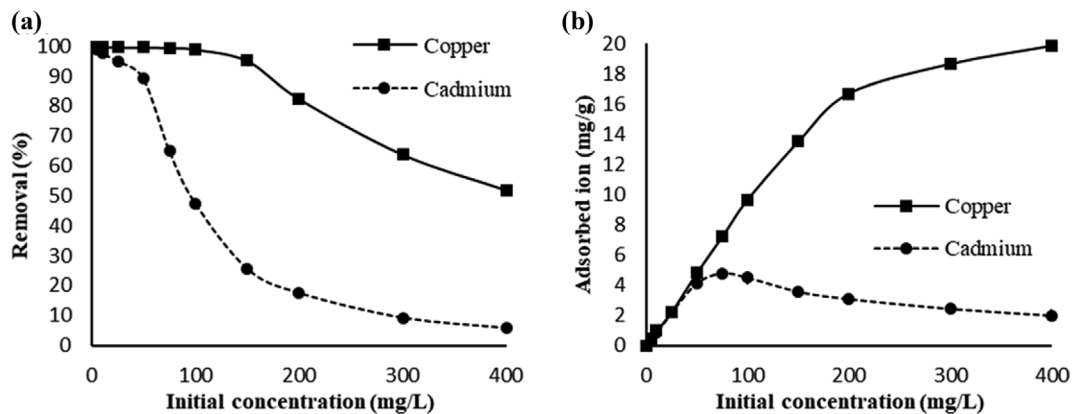 (a)
100
90
80
70
60
50
40
30
20
10
0
Removal (%)
Copper
Cadmium
0 100 200 300 400
Initial concentration (mg/L)
(b)
20
18
16
14
12
10
8
6
4
2
0
Adsorbed ion (mg/g)
Copper
Cadmium
0 100 200 300 400
Initial concentration (mg/L)